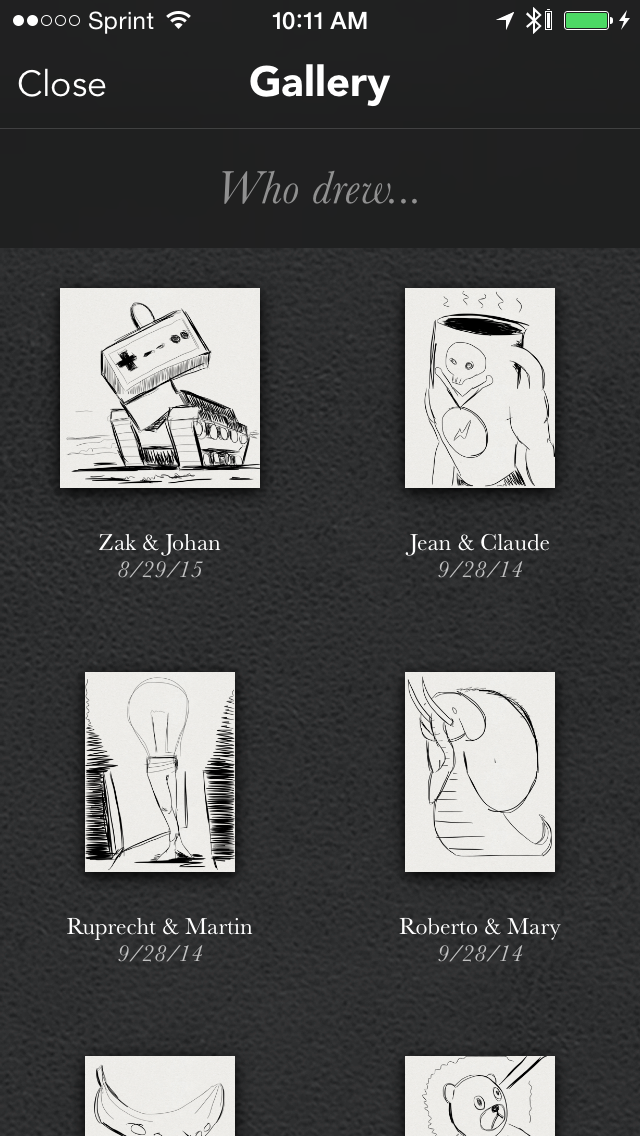 Sprint 10:11 AM
Close Gallery
Who drew...
Zak & Johan
8/29/15
Jean & Claude
9/28/14
Ruprecht & Martin
9/28/14
Roberto & Mary
9/28/14